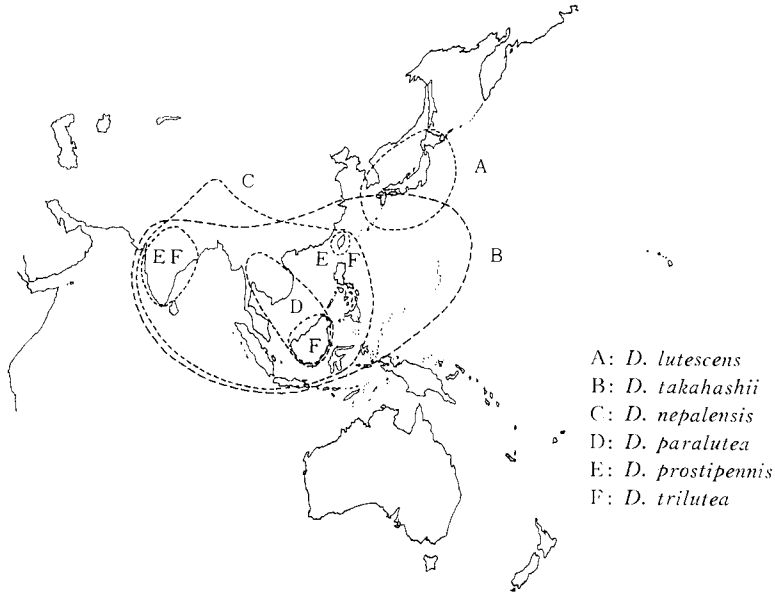 A
C
B
E F
E F
D
F
A: D. lutescens
B: D. takahashii
C: D. nepalensis
D: D. paralutea
E: D. prostipennis
F: D. trilutea